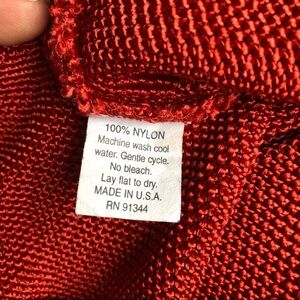 100% NYLON
Machine wash cool
water. Gentle cycle.
No bleach.
Lay flat to dry.
MADE IN U.S.A.
RN 91344